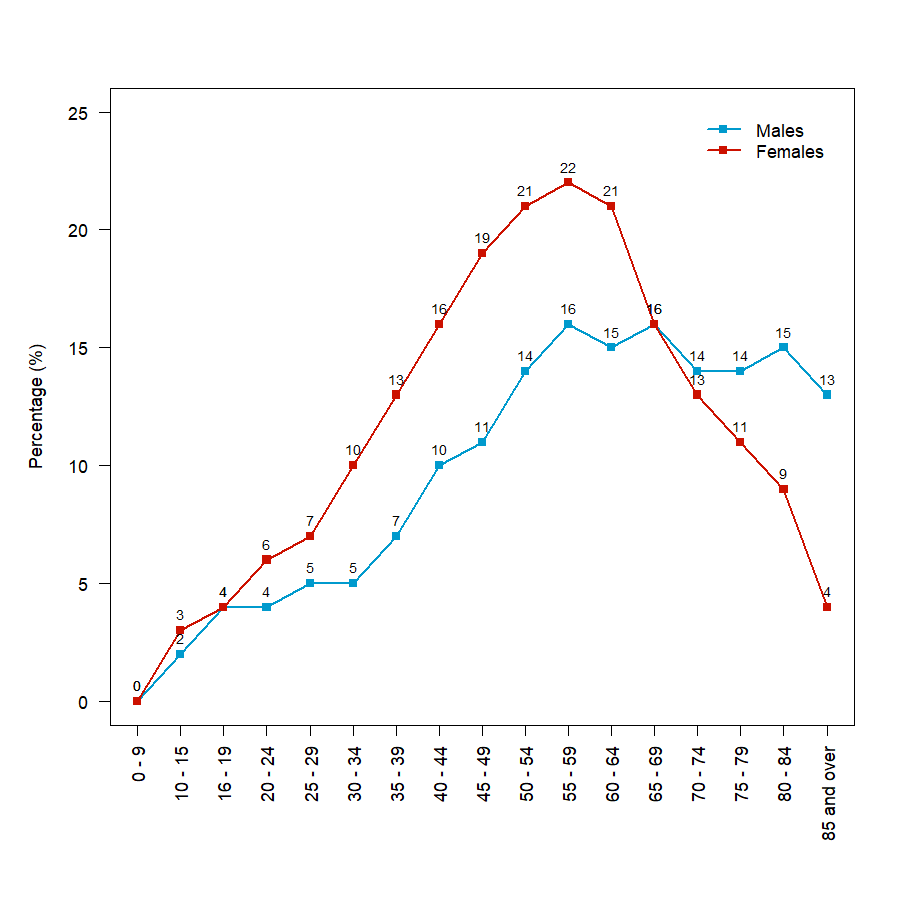 25
20
15
10
5
0
Percentage (%)
Males
Females
22
21
21
19
16
16
16
16
15
15
14
14
14
13
13
13
11
11
10
10
9
7
7
6
5
5
4
4
4
3
2
0
0 - 9
10 - 15
16 - 19
20 - 24
25 - 29
30 - 34
35 - 39
40 - 44
45 - 49
50 - 54
55 - 59
60 - 64
65 - 69
70 - 74
75 - 79
80 - 84
85 and over